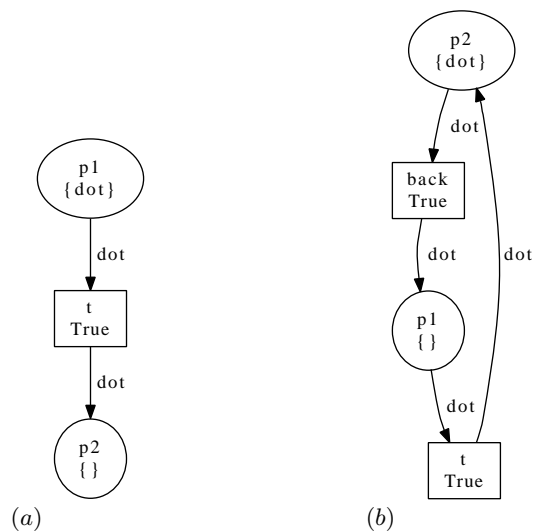 p1
{dot}
dot
t
True
dot
p2
{}
(a)
p2
{dot}
dot
back
True
dot
p1
{}
dot
dot
t
True
(b)